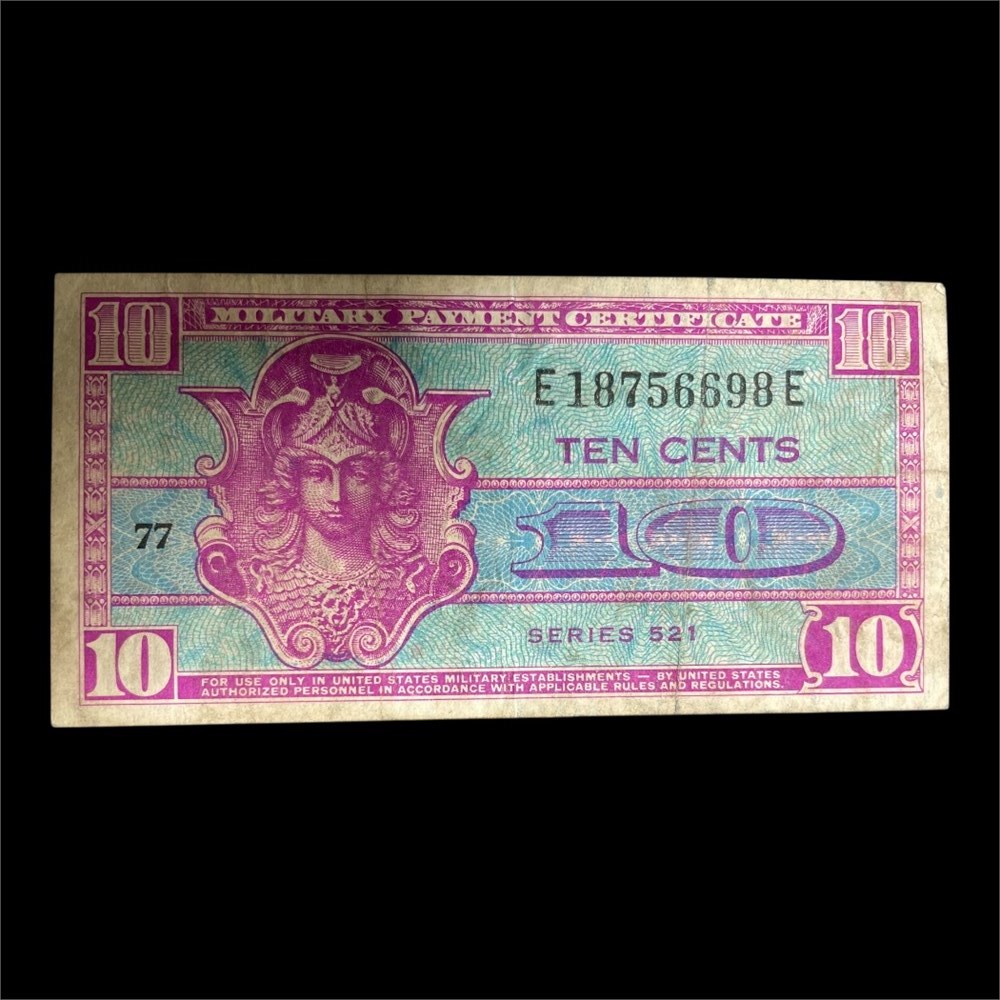 10 MILITARY PAYMENT CERTIFICATE 10
E18756698E
TEN CENTS
77
10
SERIES 521
10 10
FOR USE ONLY IN UNITED STATES MILITARY ESTABLISHMENTS — BY UNITED STATES
AUTHORIZED PERSONNEL IN ACCORDANCE WITH APPLICABLE RULES AND REGULATIONS.